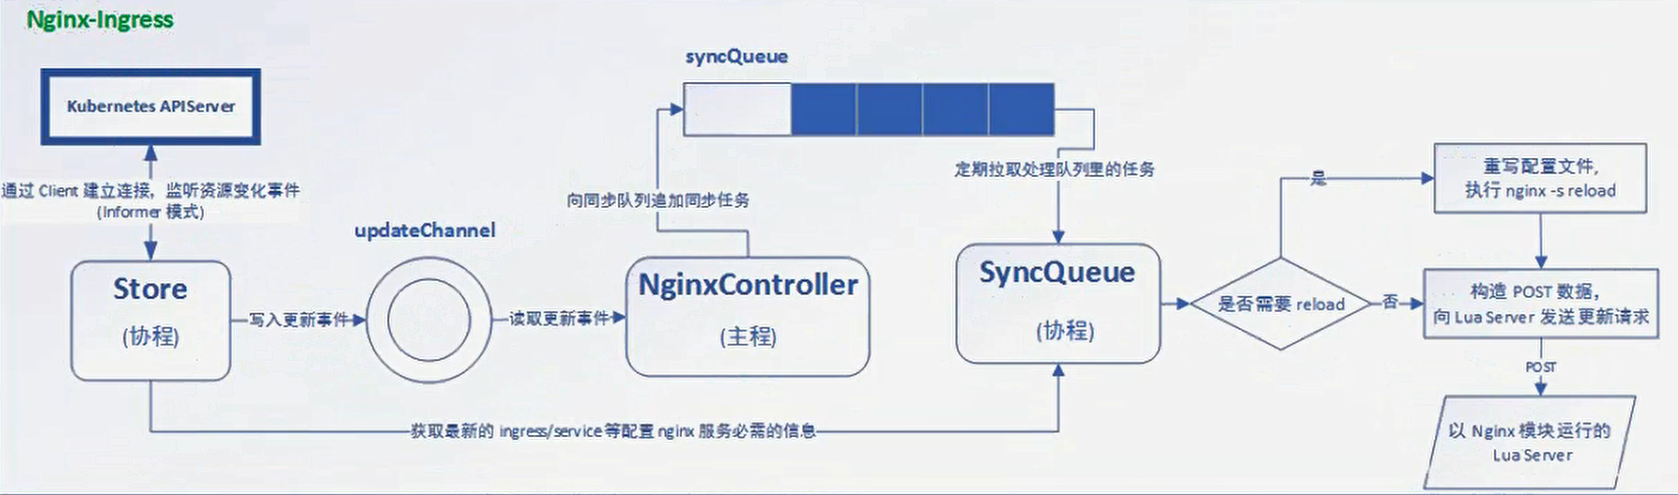 Nginx-Ingress
syncQueue
Kubernetes APIServer
通过 Client 建立连接，监听资源变化事件
(Informer 模式)
定期拉取处理队列里的任务
重写配置文件,
执行 nginx -s reload
是
向同步队列追加同步任务
updateChannel
Store
(协程)
写入更新事件
读取更新事件
NginxController
(主程)
SyncQueue
(协程)
是否需要 reload
否
构造 POST 数据，
向 Lua Server 发送更新请求
POST
获取最新的 ingress/service 等配置 nginx 服务必需的信息
以 Nginx 模块运行的
Lua Server